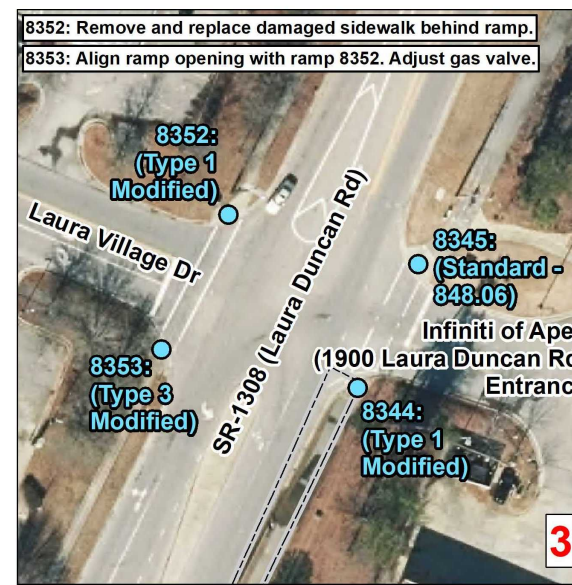 8352: Remove and replace damaged sidewalk behind ramp.
8353: Align ramp opening with ramp 8352. Adjust gas valve.
8352:
(Type 1
Modified)
Laura Village Dr
SR-1308 (Laura Duncan Rd)
8345:
(Standard -
848.06)
Infiniti of Ape
(1900 Laura Duncan Rd
Entranc
8353:
(Type 3
Modified)
8344:
(Type 1
Modified)
3